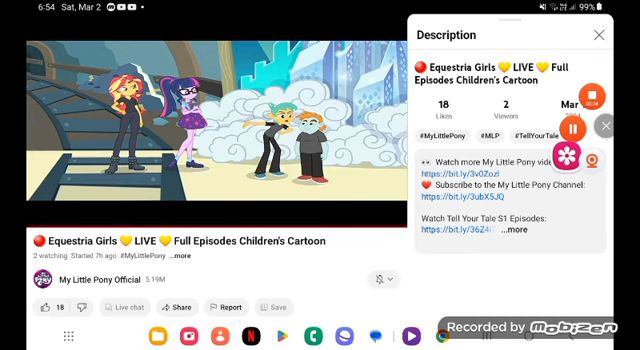 6:54 Sat, Mar 2
99%
Description
🔴 Equestria Girls 💛 LIVE 💛 Full
Episodes Children's Cartoon
18
2
Mar
Likes
Viewers
#MyLittlePony
#MLP
#TellYourTale
👀 Watch more My Little Pony vide
https://bit.ly/3v0Zozl
❤️ Subscribe to the My Little Pony Channel:
https://bit.ly/3ubX5JQ
Watch Tell Your Tale S1 Episodes:
...more
🔴 Equestria Girls 💛 LIVE 💛 Full Episodes Children's Cartoon
2 watching Started 7h ago #MyLittlePony ...more
My Little Pony Official 5.19M
18
Live chat
Share
Report
Save
Recorded by Mobizen